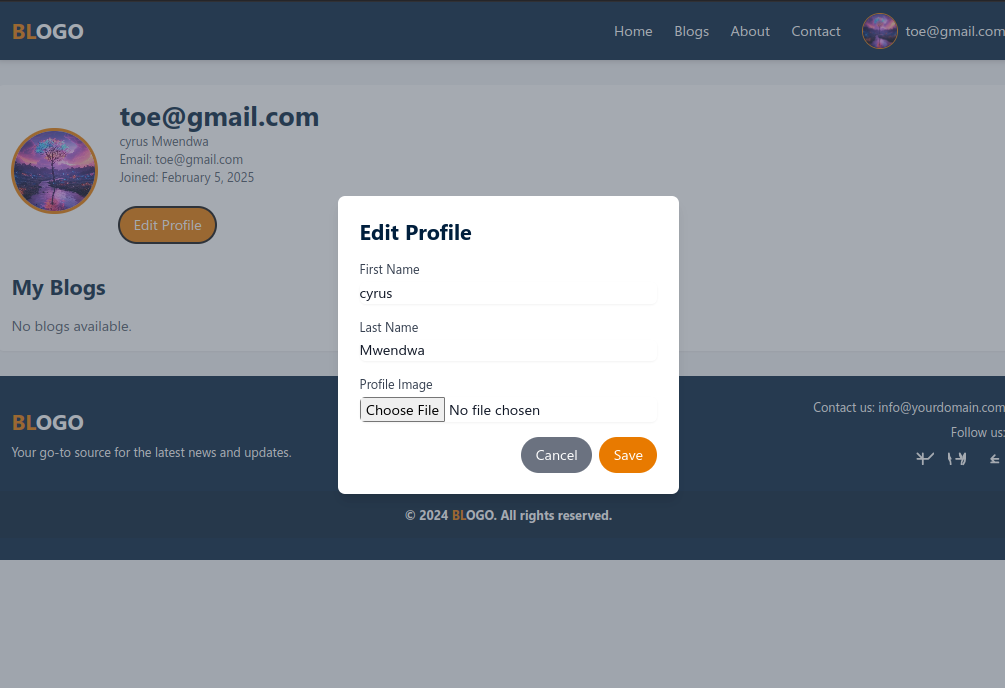 BLOGO
Home Blogs About Contact toe@gmail.com
toe@gmail.com
cyrus Mwendwa
Email: toe@gmail.com
Joined: February 5, 2025
Edit Profile
My Blogs
No blogs available.
Edit Profile
First Name
cyrus
Last Name
Mwendwa
Profile Image
Choose File No file chosen
Cancel Save
BLOGO
Your go-to source for the latest news and updates.
Contact us: info@yourdomain.com
Follow us:
© 2024 BLOGO. All rights reserved.